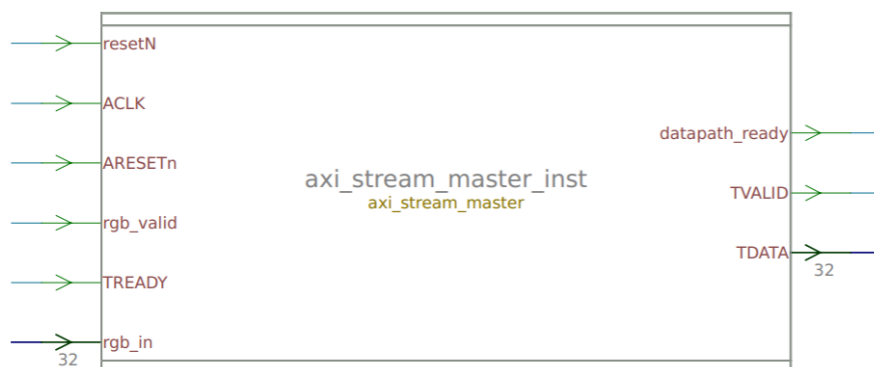 resetN
ACLK
ARESETn
rgb_valid
TREADY
rgb_in
32
axi_stream_master_inst
axi_stream_master
datapath_ready
TVALID
TDATA
32